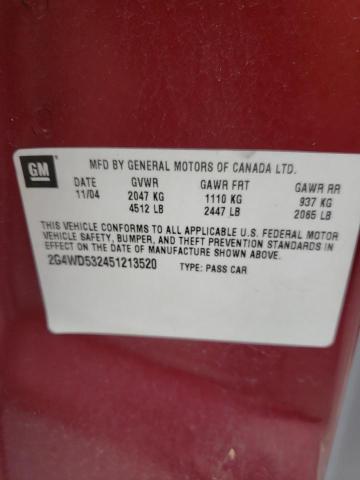 GM
MFD BY GENERAL MOTORS OF CANADA LTD.
DATE GVWR GAWR FRT GAWR RR
11/04 2047 KG 1110 KG 937 KG
4512 LB 2447 LB 2065 LB
THIS VEHICLE CONFORMS TO ALL APPLICABLE U.S. FEDERAL MOTOR
VEHICLE SAFETY, BUMPER, AND THEFT PREVENTION STANDARDS IN
EFFECT ON THE DATE OF MANUFACTURE SHOWN ABOVE.
2G4WD532451213520 TYPE: PASS CAR